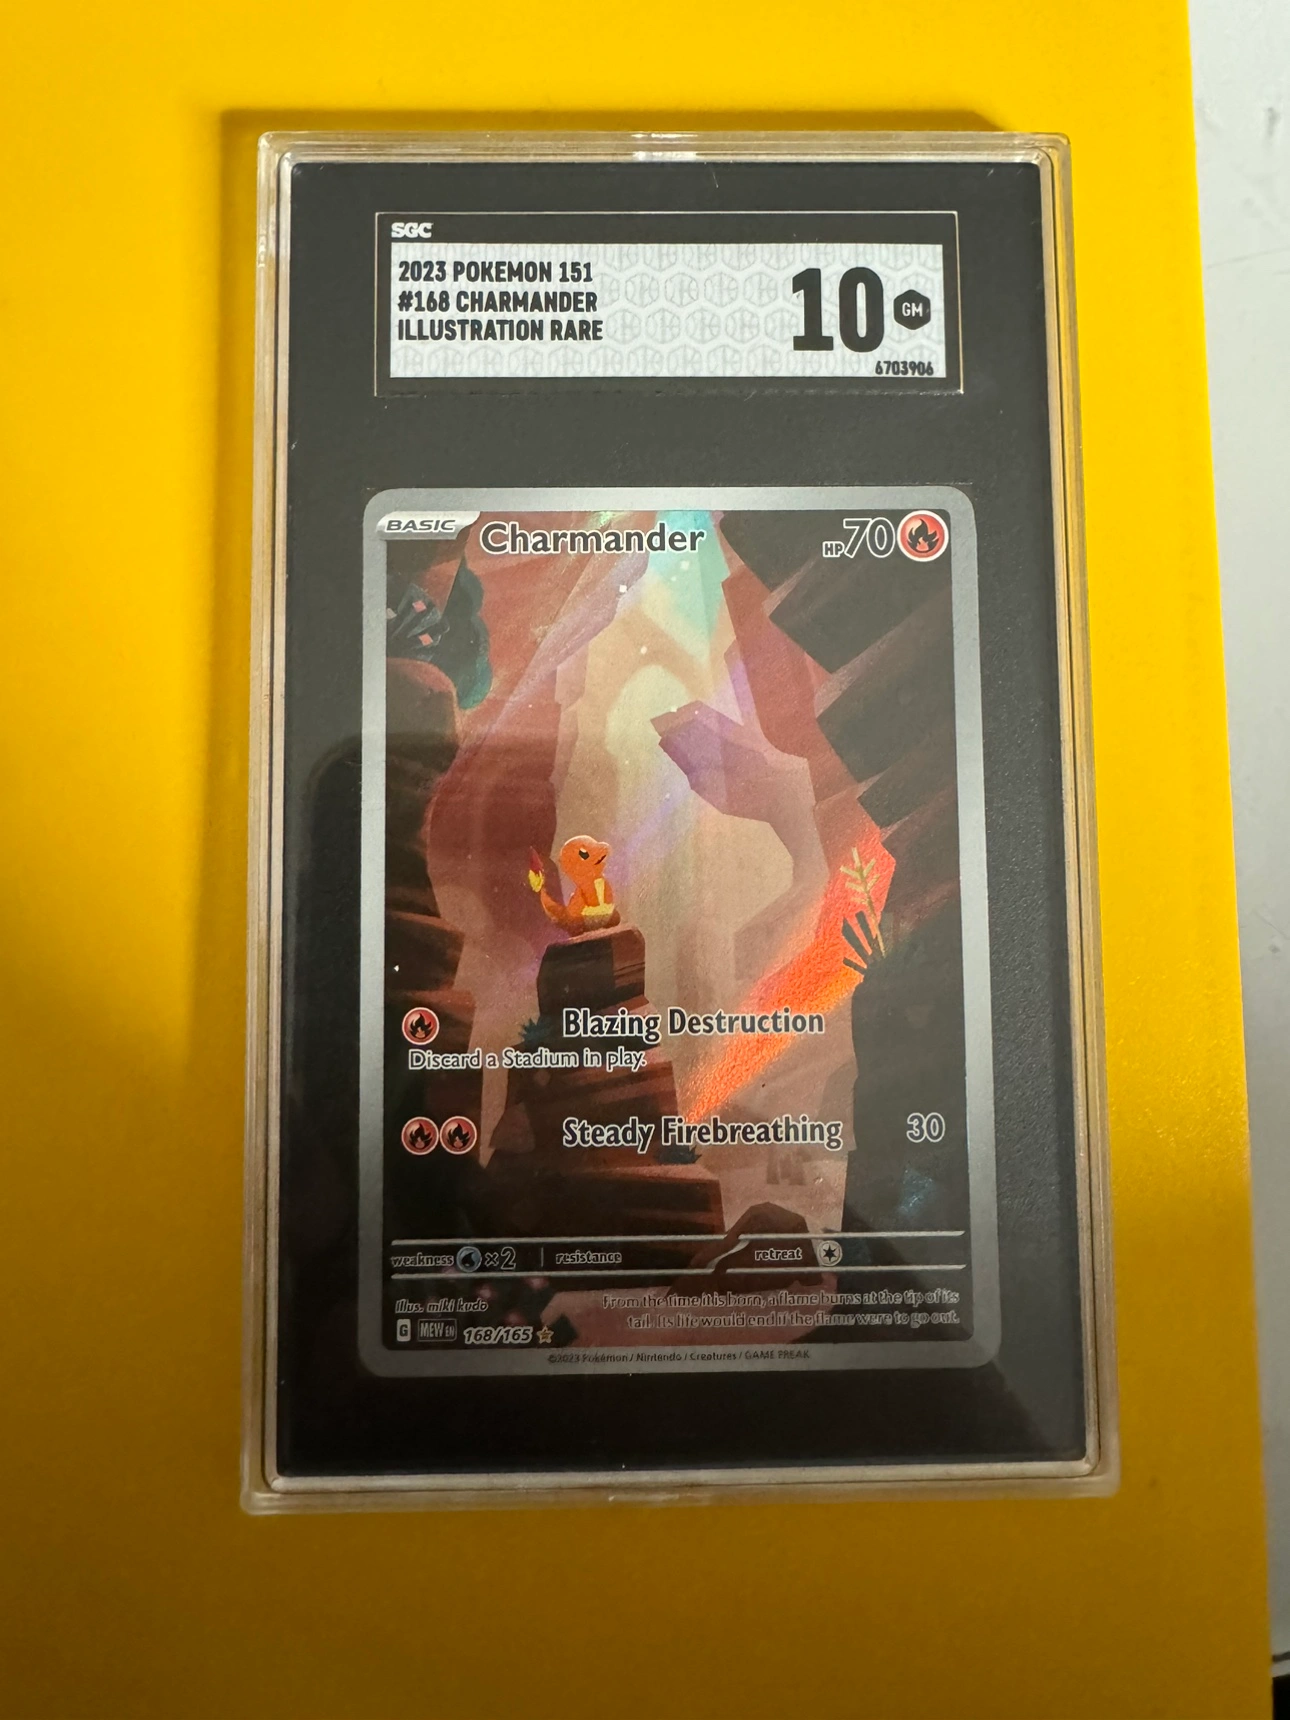 SGC
2023 POKEMON 151
#168 CHARMANDER
ILLUSTRATION RARE
10 GM
6703906
BASIC Charmander HP 70
Blazing Destruction
Discard a Stadium in play.
Steady Firebreathing 30
weakness ×2 resistance retreat
Illus. miki kudo
From the time it is born, a flame burns at the tip of its
tail. Its life would end if the flame were to go out.
G MEW EN 168/165
©2023 Pokémon / Nintendo / Creatures / GAME FREAK